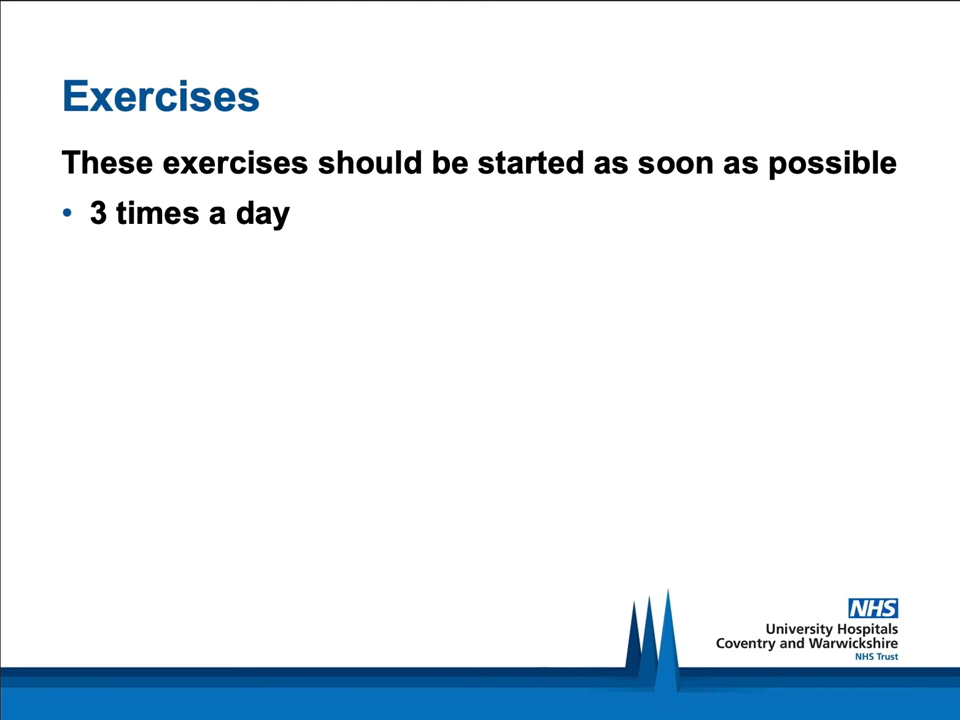 Exercises
These exercises should be started as soon as possible
• 3 times a day
NHS
University Hospitals
Coventry and Warwickshire
NHS Trust